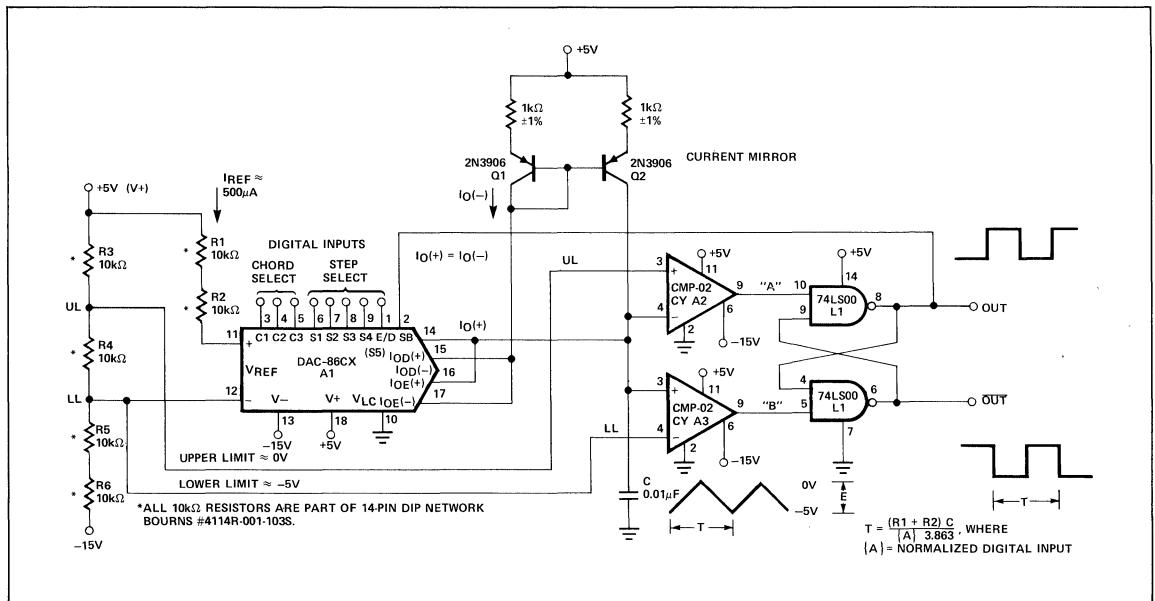 +5V
1kΩ
±1%
1kΩ
±1%
2N3906
Q1
2N3906
Q2
CURRENT MIRROR
IO(-)
+5V (V+)
IREF ≈
500μA
* R3
10kΩ
* R1
10kΩ
* R2
10kΩ
DIGITAL INPUTS
CHORD
SELECT
STEP
SELECT
IO(+) = IO(-)
UL
UL
* R4
10kΩ
LL
* R5
10kΩ
* R6
10kΩ
-15V
3 4 5 6 7 8 9 1 2
C1 C2 C3 S1 S2 S3 S4 E/D SB
(S5)
11
+
VREF
12
-
DAC-86CX
A1
14
IO(+)
IOD(+)
15
IOD(-)
16
IOE(+)
17
V- V+ VLC IOE(-)
13
18
10
-15V
+5V
UPPER LIMIT ≈ 0V
LOWER LIMIT ≈ -5V
*ALL 10kΩ RESISTORS ARE PART OF 14-PIN DIP NETWORK
BOURNS #4114R-001-103S.
+5V
11
3
+
CMP-02
CY A2
4
-
2
6
-15V
9
"A"
10
9
+5V
14
74LS00
L1
8
OUT
+5V
11
3
+
CMP-02
CY A3
LL
4
-
2
6
-15V
9
"B"
4
5
74LS00
L1
6
7
OUT
C
0.01μF
T
0V
E
-5V
T
T = (R1 + R2) C
{A} 3.863 , WHERE
{A} = NORMALIZED DIGITAL INPUT